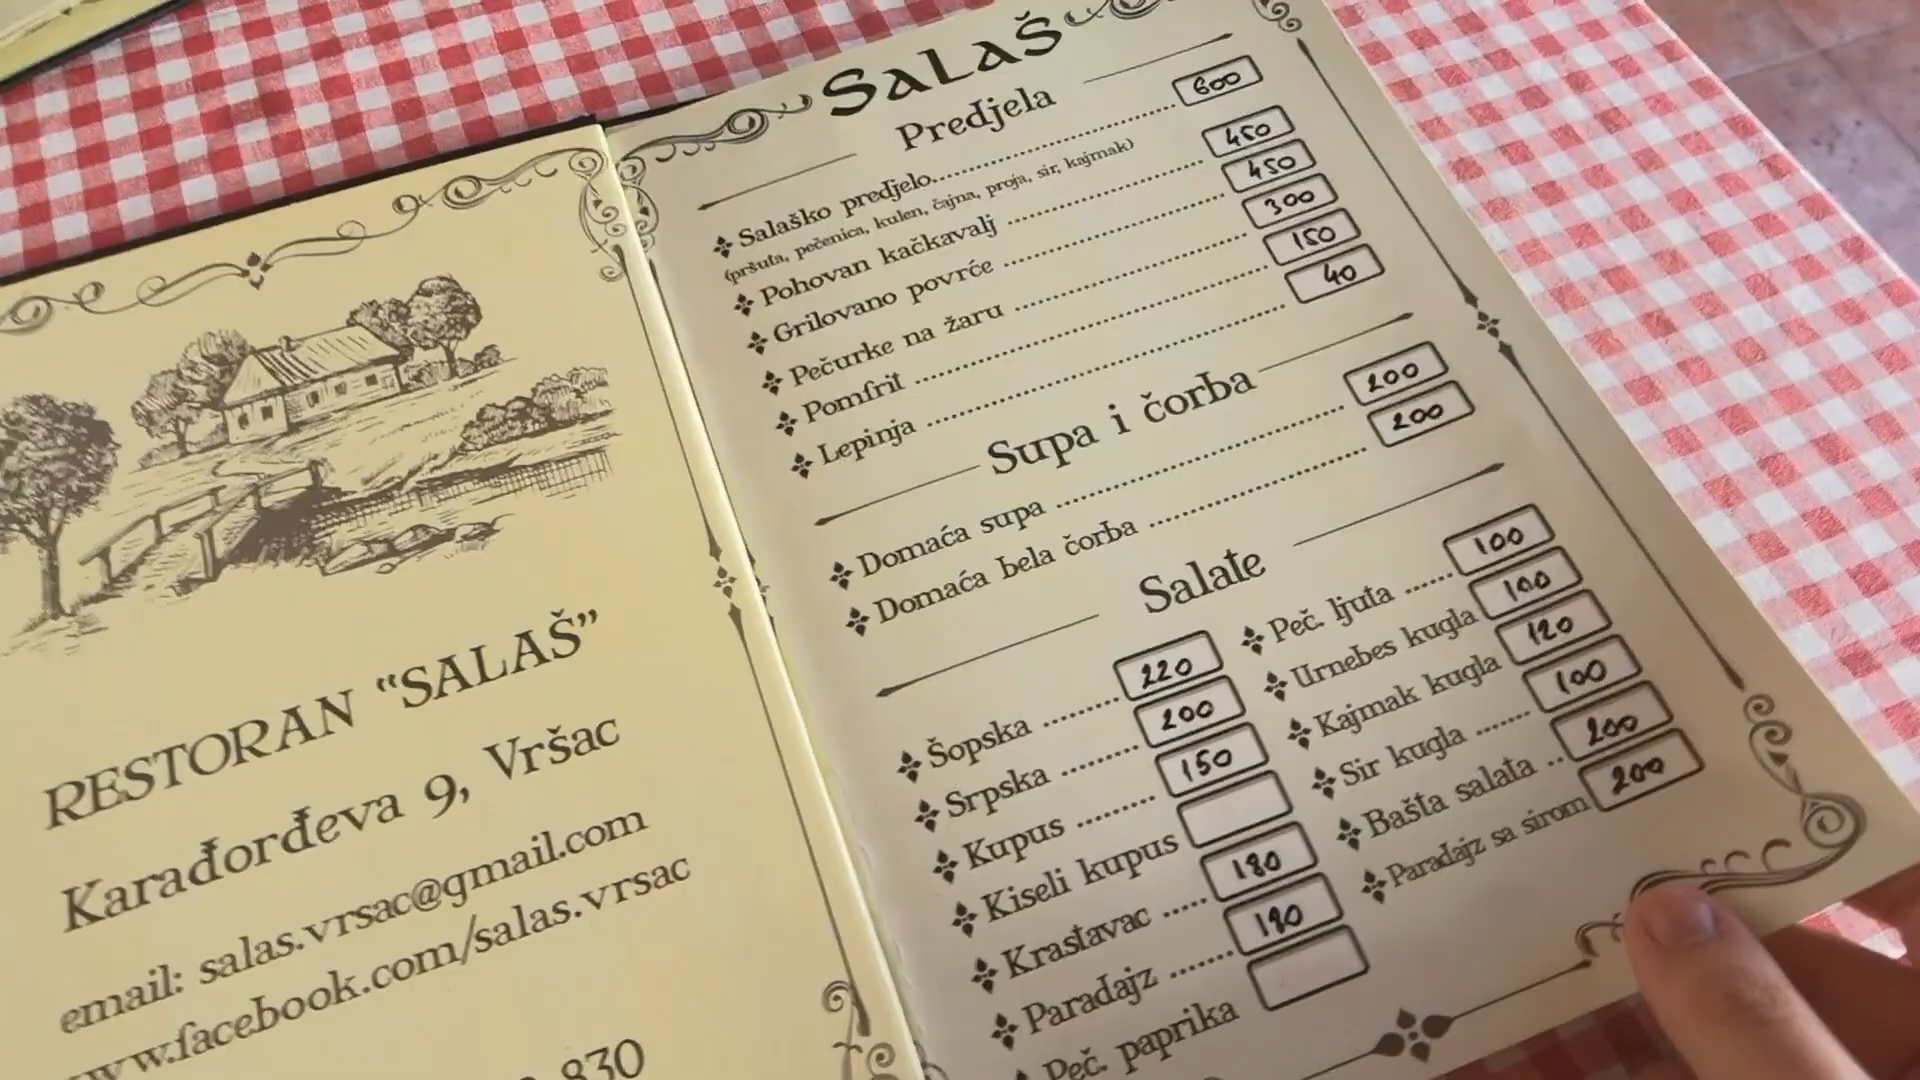 RESTORAN “SALAŠ”
Karađorđeva 9, Vršac
email: salas.vrsac@gmail.com
www.facebook.com/salas.vrsac
830
SALAŠ
Predjela
Salaško predjelo 600
(pršuta, pečenica, kulen, čajna, proja, sir, kajmak)
Pohovan kačkavalj 450
Grilovano povrće 450
Pečurke na žaru 300
Pomfrit 150
Lepinja 40
Supa i čorba
Domaća supa 200
Domaća bela čorba 200
Salate
Šopska 220
Srpska 200
Kupus 150
Kiseli kupus
Krastavac 180
Paradajz 180
Peč. paprika
Peč. ljuta 100
Urnebes kugla 100
Kajmak kugla 120
Sir kugla 100
Bašta salata 200
Paradajz sa sirom 200